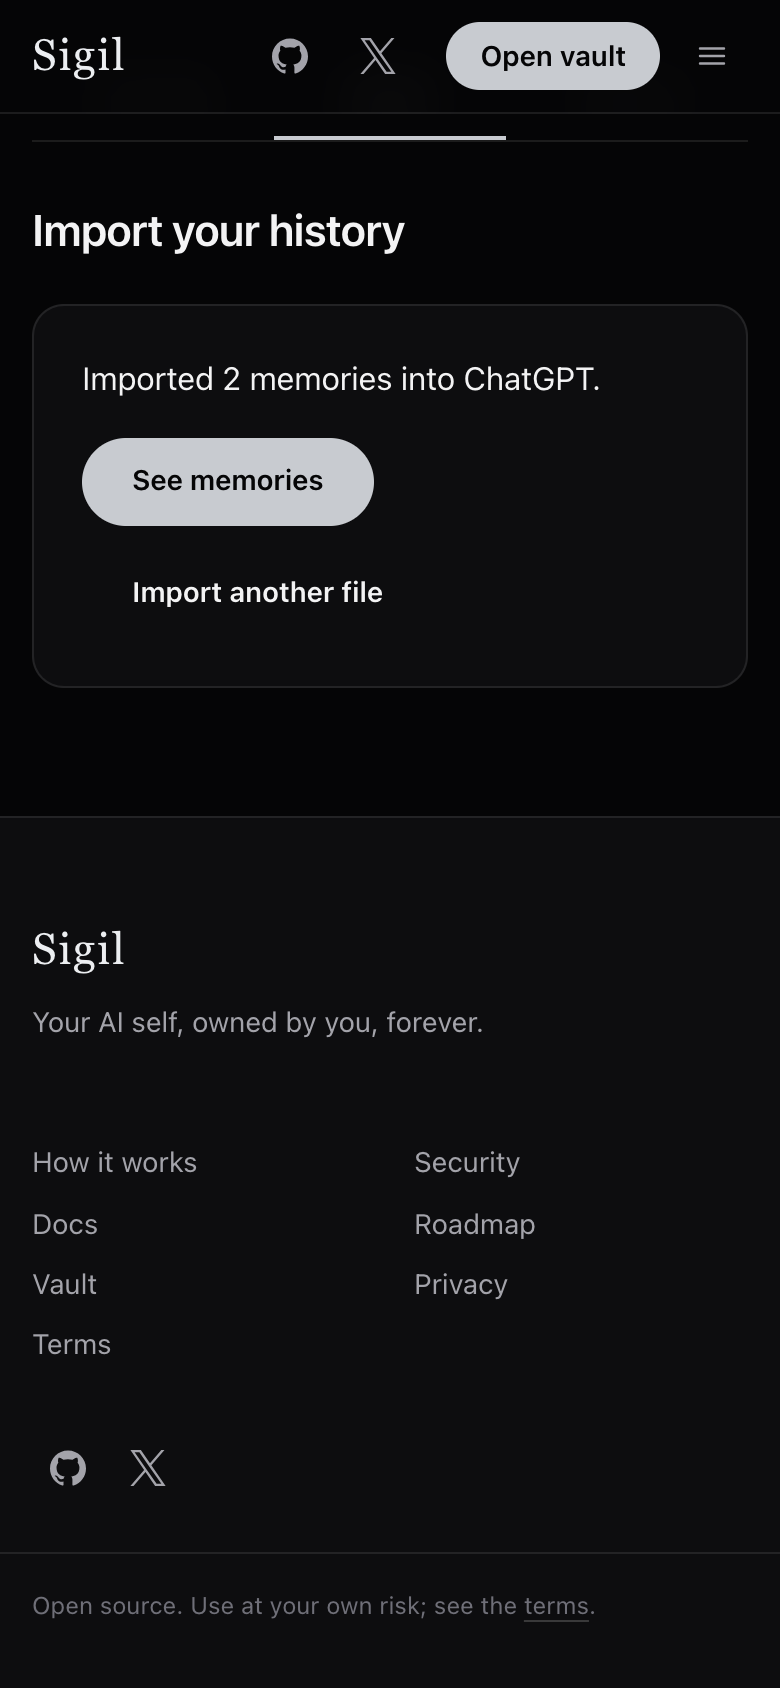 Sigil
Open vault
Import your history
Imported 2 memories into ChatGPT.
See memories
Import another file
Sigil
Your AI self, owned by you, forever.
How it works
Security
Docs
Roadmap
Vault
Privacy
Terms
Open source. Use at your own risk; see the terms.